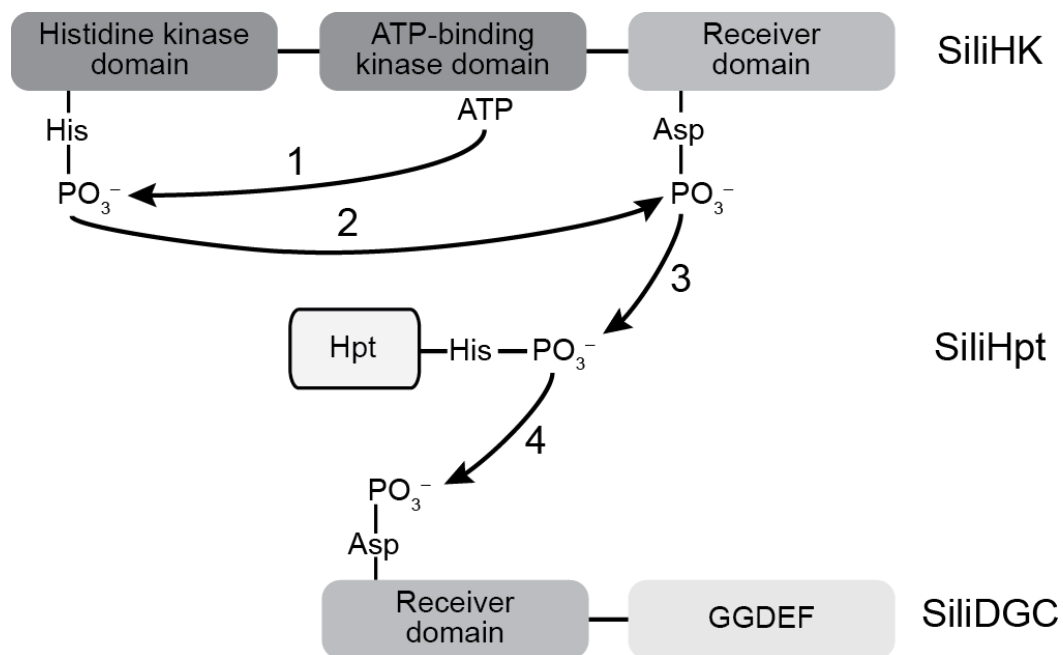 Histidine kinase
domain
ATP-binding
kinase domain
Receiver
domain
SiliHK
ATP
His
Asp
1
PO₃⁻
PO₃⁻
2
3
Hpt
His
PO₃⁻
SiliHpt
4
PO₃⁻
Asp
Receiver
domain
GGDEF
SiliDGC